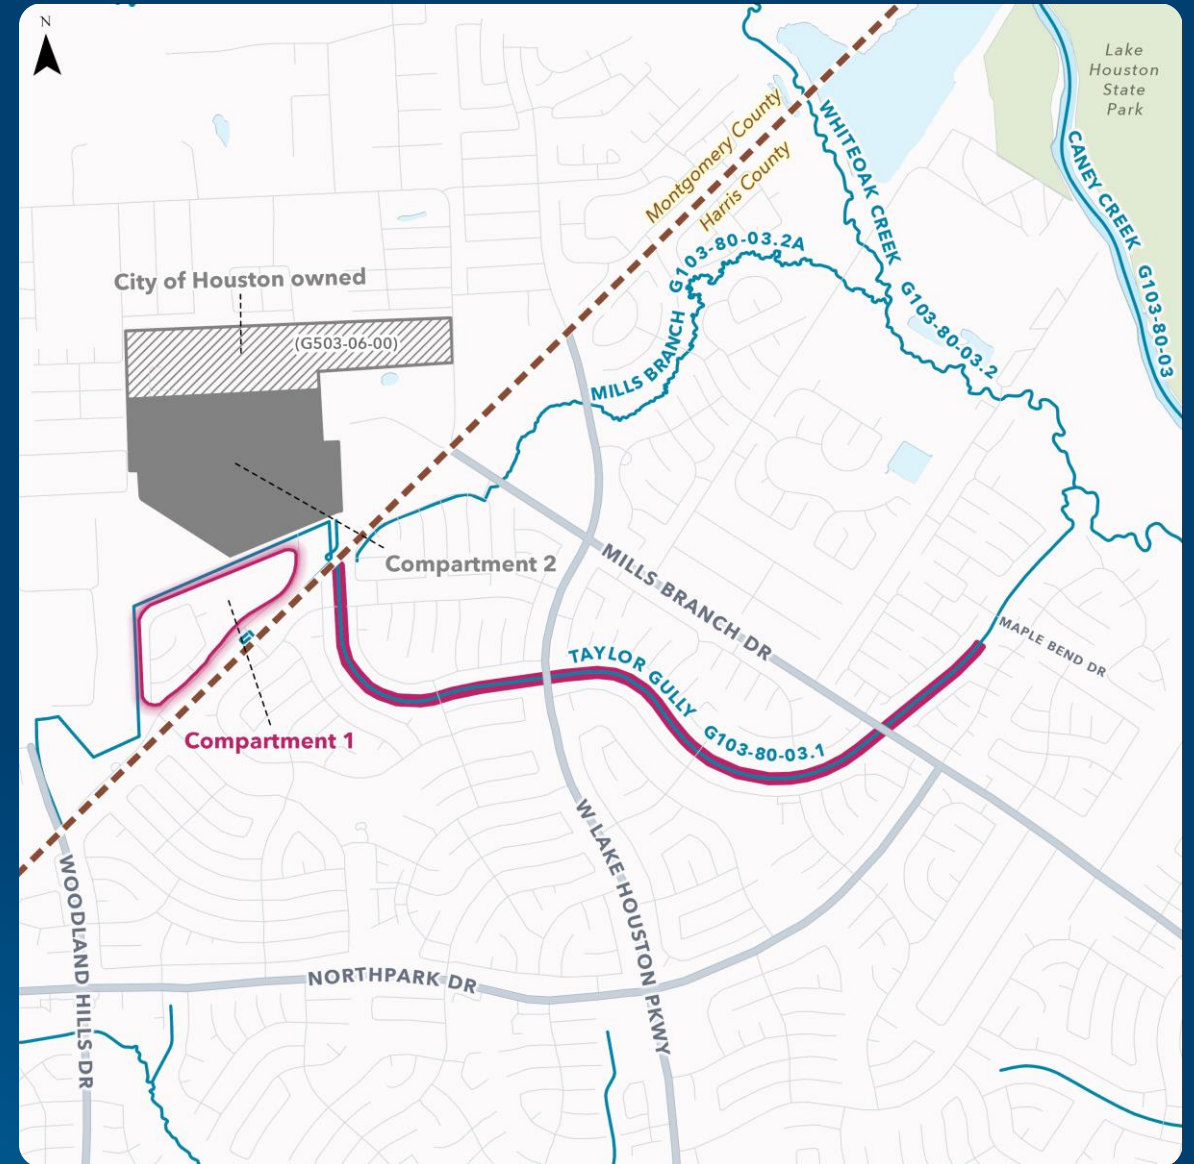 N
Lake
Houston
State
Park
Montgomery County
Harris County
WHITEOAK CREEK G103-80-03.2
CANEY CREEK G103-80-03
MILLS BRANCH G103-80-03.2A
City of Houston owned
(G503-06-00)
Compartment 2
MILLS BRANCH DR
MAPLE BEND DR
TAYLOR GULLY G103-80-03.1
Compartment 1
W LAKE HOUSTON PKWY
WOODLAND HILLS DR
NORTHPARK DR